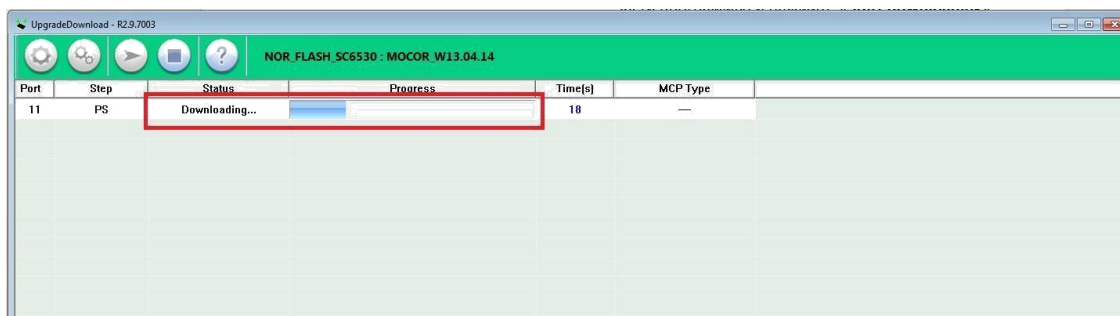 UpgradeDownload - R2.9.7003
? NOR_FLASH_SC6530 : MOCOR_W13.04.14
Port Step Status Progress Time(s) MCP Type
11 PS Downloading... 18 —